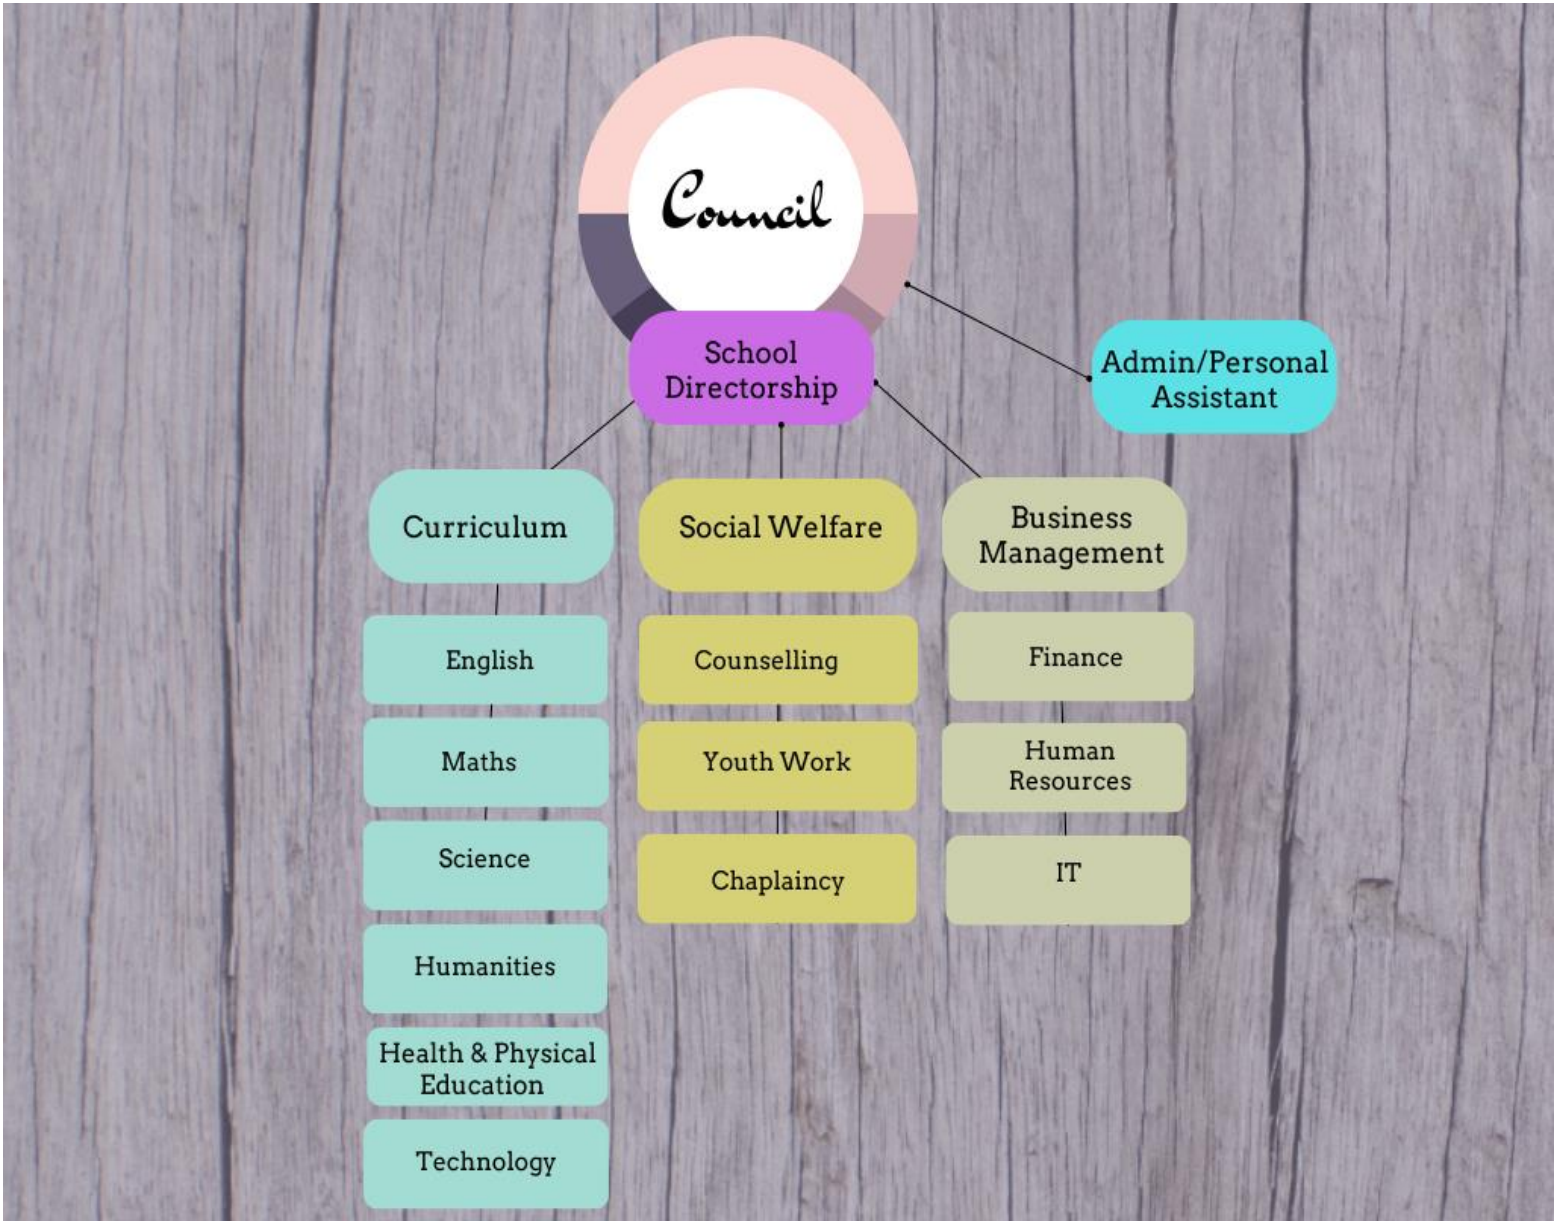 Council
School
Directorship
Admin/Personal
Assistant
Curriculum
Social Welfare
Business
Management
English
Maths
Science
Humanities
Health & Physical
Education
Technology
Counselling
Youth Work
Chaplaincy
Finance
Human
Resources
IT